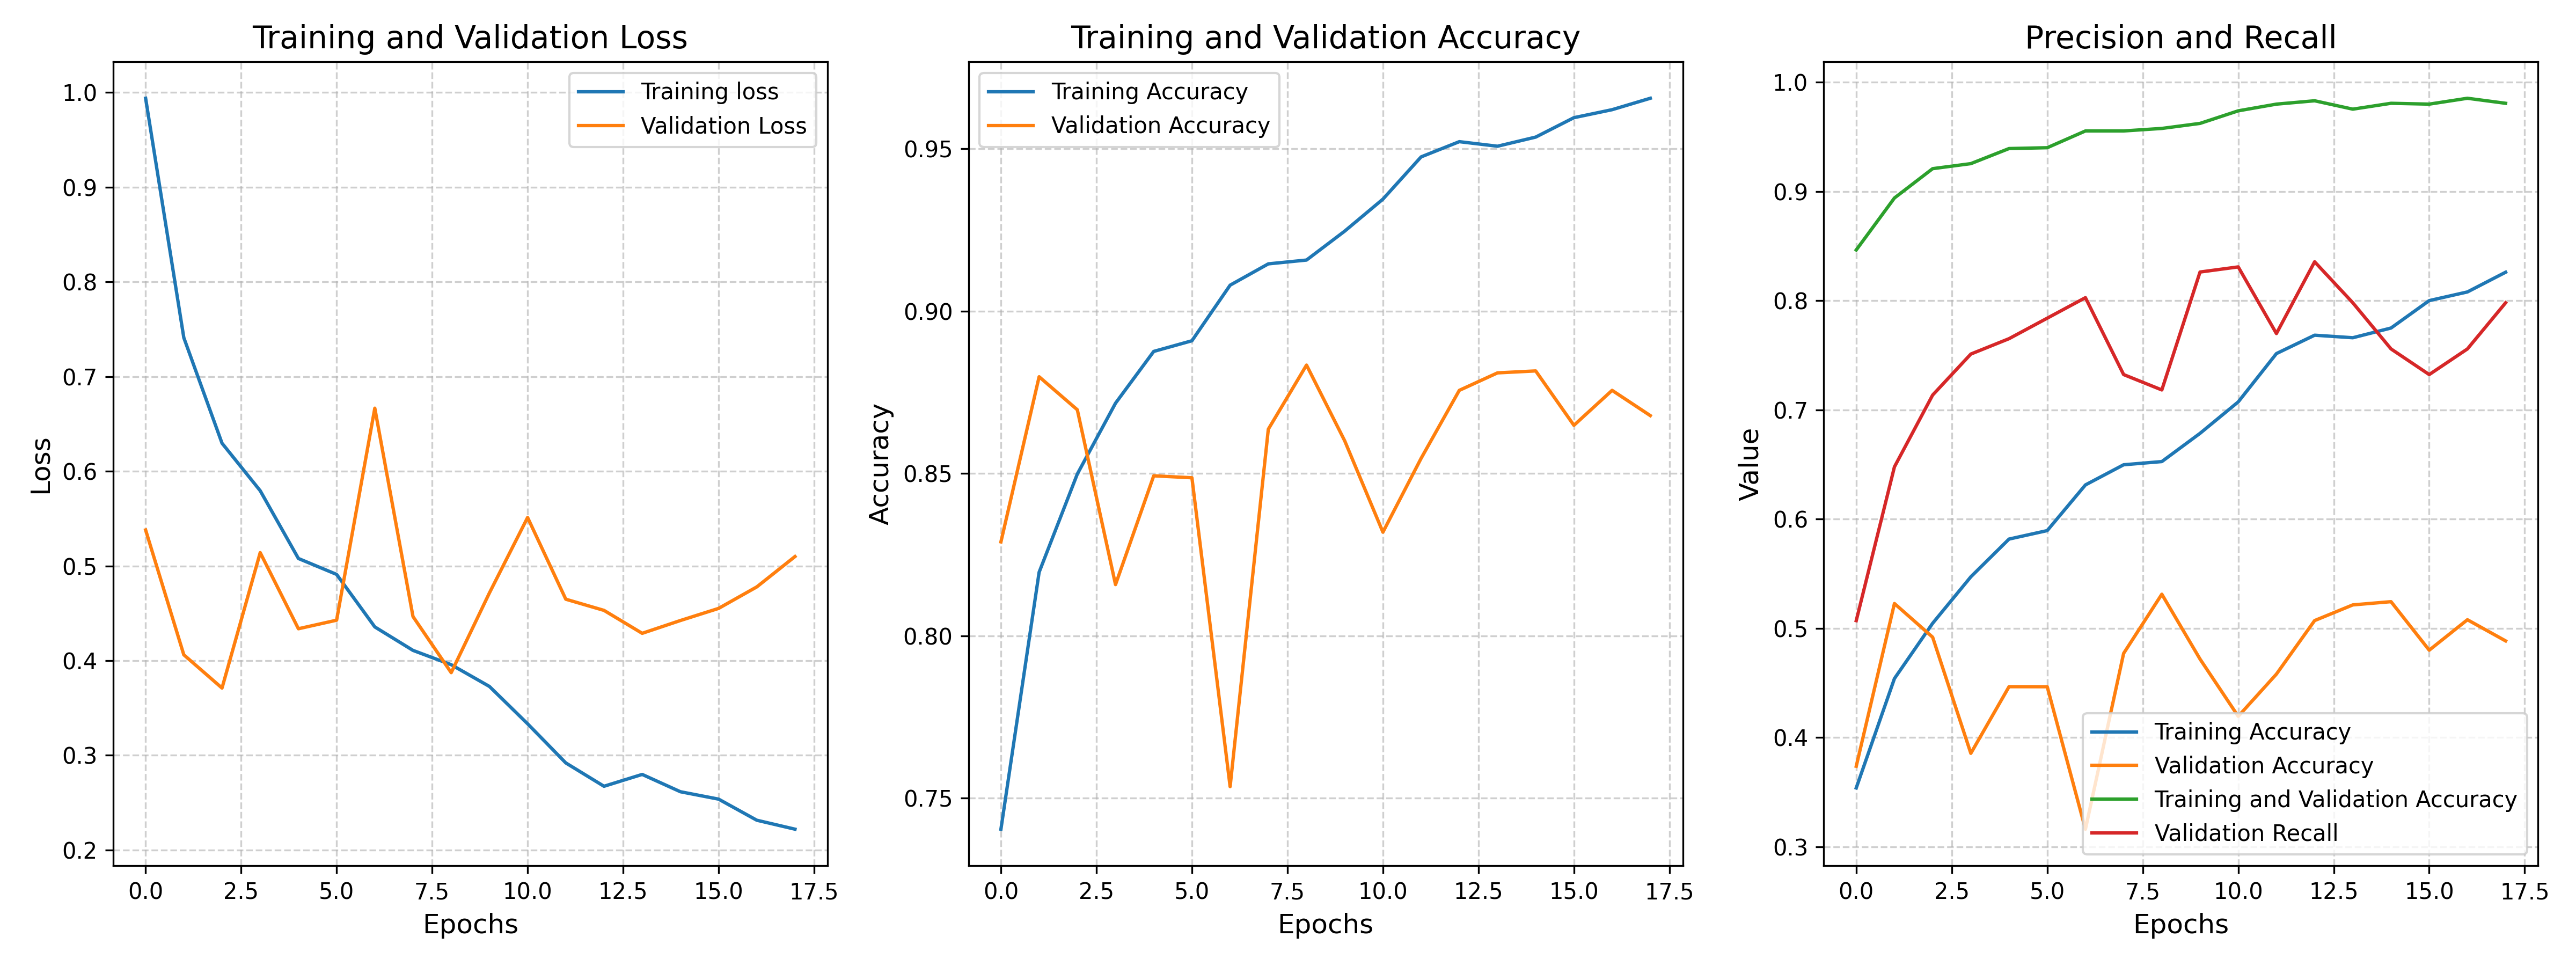 Training and Validation Loss
1.0
0.9
0.8
0.7
0.6
0.5
0.4
0.3
0.2
Loss
Training loss
Validation Loss
0.0 2.5 5.0 7.5 10.0 12.5 15.0 17.5
Epochs
Training and Validation Accuracy
0.95
0.90
0.85
0.80
0.75
Accuracy
Training Accuracy
Validation Accuracy
0.0 2.5 5.0 7.5 10.0 12.5 15.0 17.5
Epochs
Precision and Recall
1.0
0.9
0.8
0.7
0.6
0.5
0.4
0.3
Value
Training Accuracy
Validation Accuracy
Training and Validation Accuracy
Validation Recall
0.0 2.5 5.0 7.5 10.0 12.5 15.0 17.5
Epochs